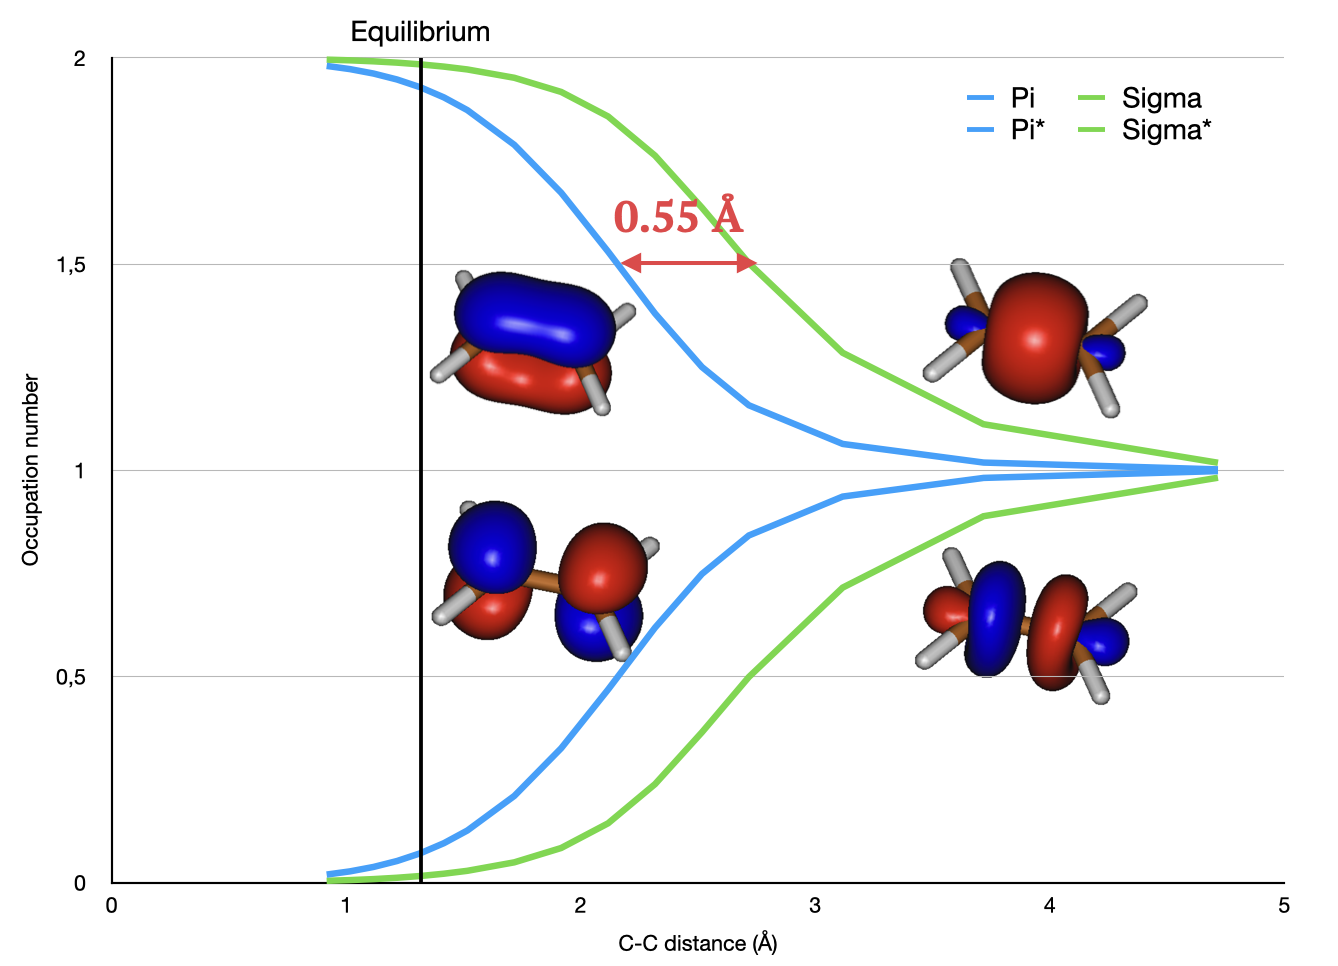 Equilibrium
2
Pi
Sigma
Pi*
Sigma*
0.55 Å
1,5
Occupation number
1
0,5
0
0
1
2
3
4
5
C-C distance (Å)